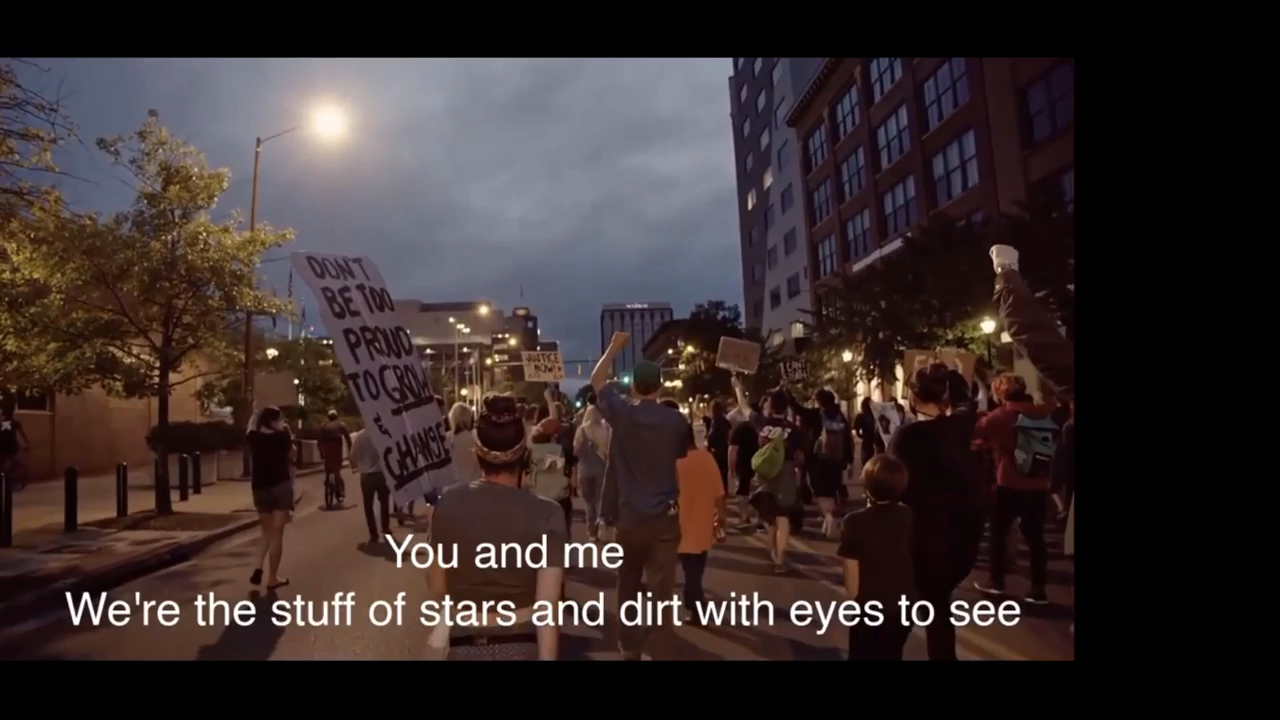 DON'T
BE TOO
PROUD
TO GROW
&
CHANGE
JUSTICE
NOW!
You and me
We're the stuff of stars and dirt with eyes to see